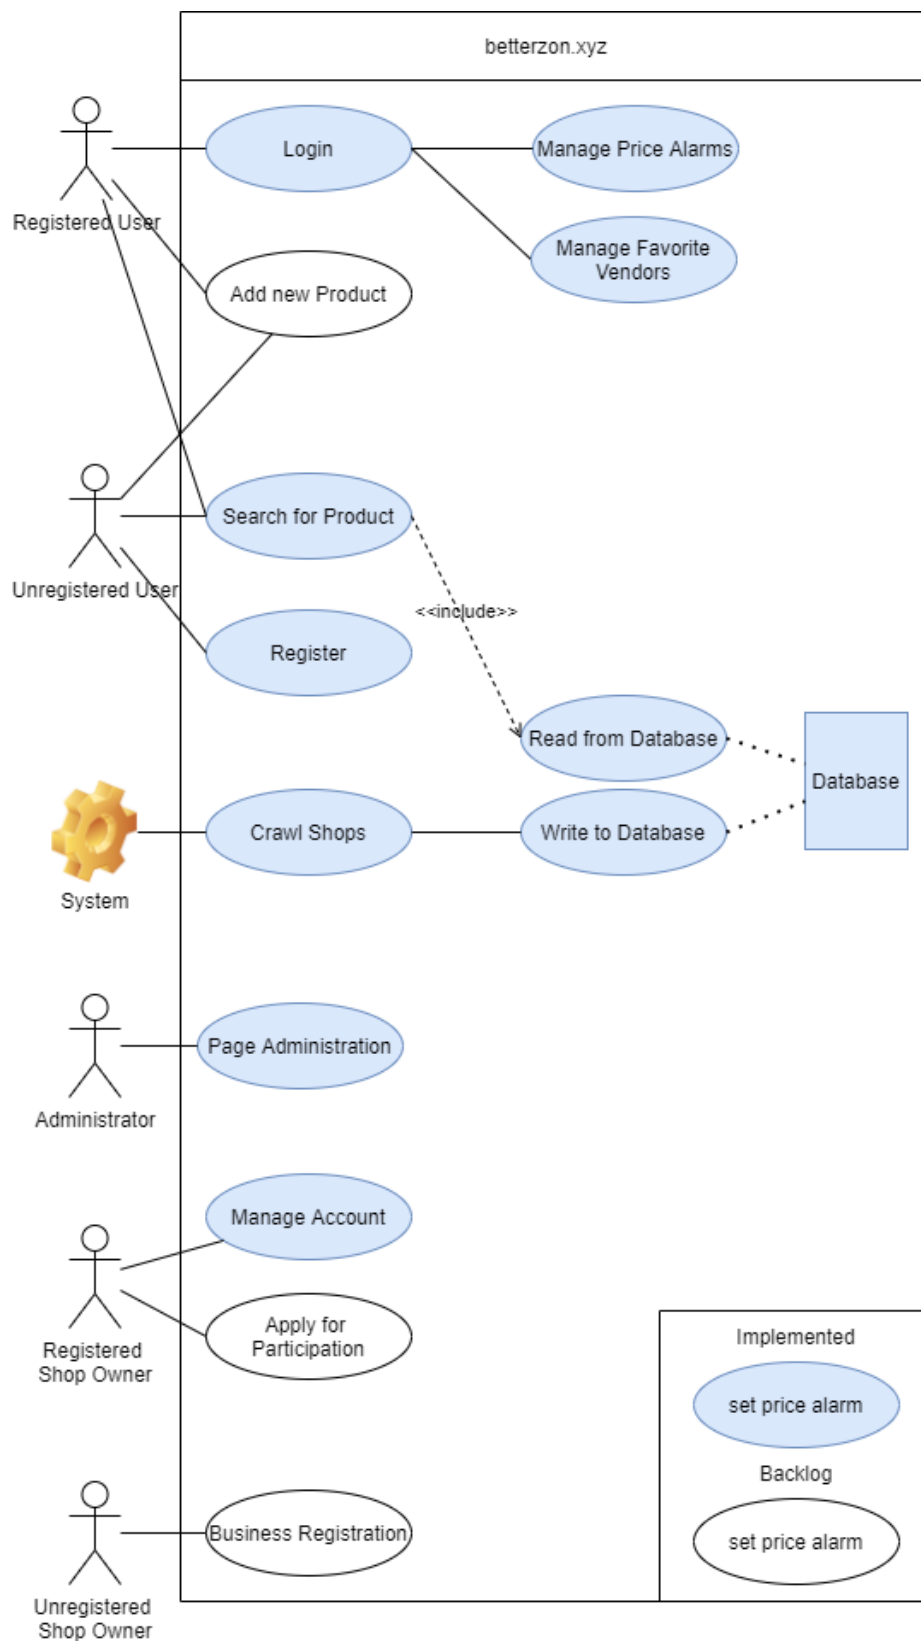 betterzon.xyz
Login
Manage Price Alarms
Registered User
Manage Favorite
Vendors
Add new Product
Search for Product
Unregistered User
<<include>>
Register
Read from Database
Database
Crawl Shops
Write to Database
System
Page Administration
Administrator
Manage Account
Registered
Shop Owner
Apply for
Participation
Implemented
set price alarm
Backlog
set price alarm
Business Registration
Unregistered
Shop Owner